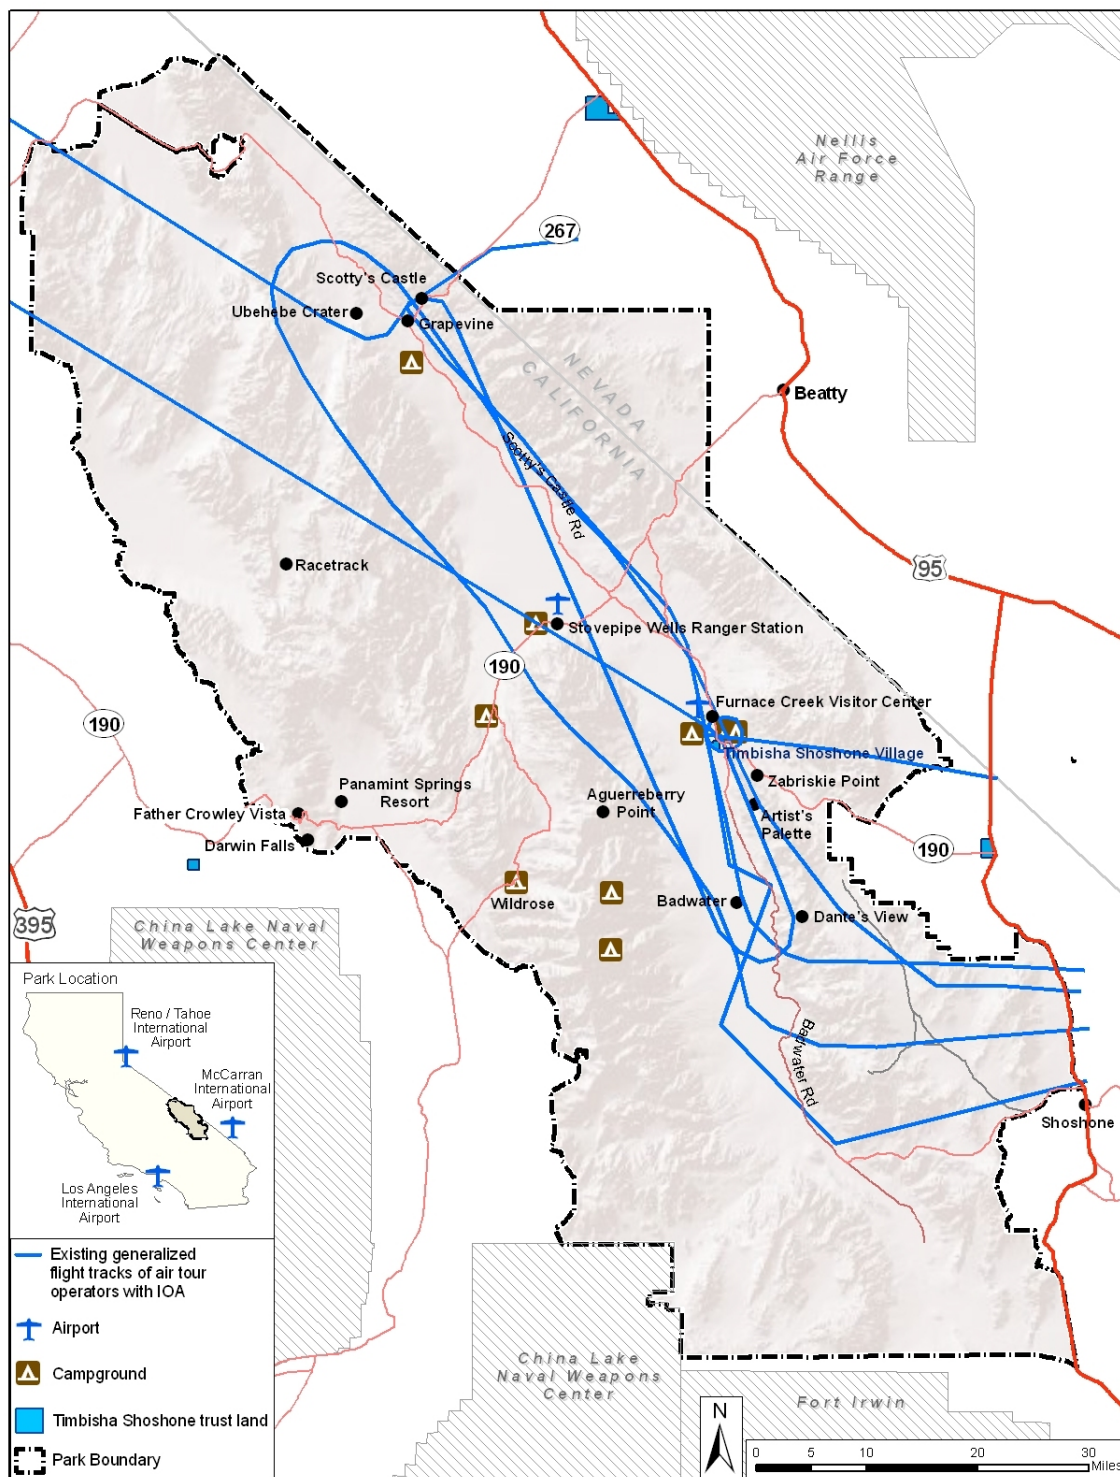 Nellis
Air Force
Range
267
Scotty's Castle
Ubehebe Crater
Grapevine
NEVADA
CALIFORNIA
Beatty
Scotty's Castle Rd
95
Racetrack
Stovepipe Wells Ranger Station
190
Furnace Creek Visitor Center
190
Timbisha Shoshone Village
Zabriskie Point
Panamint Springs
Resort
Aguerreberry
Point
Father Crowley Vista
Artist's
Palette
Darwin Falls
190
Wildrose
Badwater
Dante's View
395
China Lake Naval
Weapons Center
Badwater Rd
Shoshone
Park Location
Reno / Tahoe
International
Airport
McCarran
International
Airport
Los Angeles
International
Airport
Existing generalized
flight tracks of air tour
operators with IOA
Airport
Campground
Timbisha Shoshone trust land
Park Boundary
China Lake
Naval Weapons
Center
Fort Irwin
N
0 5 10 20 30
Miles